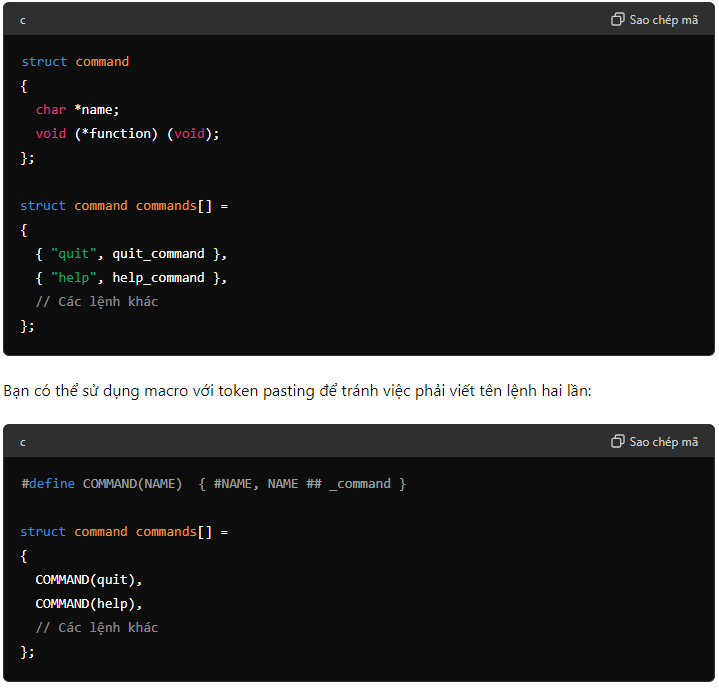 c
Sao chép mã
struct command
{
  char *name;
  void (*function) (void);
};
struct command commands[] =
{
  { "quit", quit_command },
  { "help", help_command },
  // Các lệnh khác
};
Bạn có thể sử dụng macro với token pasting để tránh việc phải viết tên lệnh hai lần:
c
Sao chép mã
#define COMMAND(NAME)  { #NAME, NAME ## _command }
struct command commands[] =
{
  COMMAND(quit),
  COMMAND(help),
  // Các lệnh khác
};